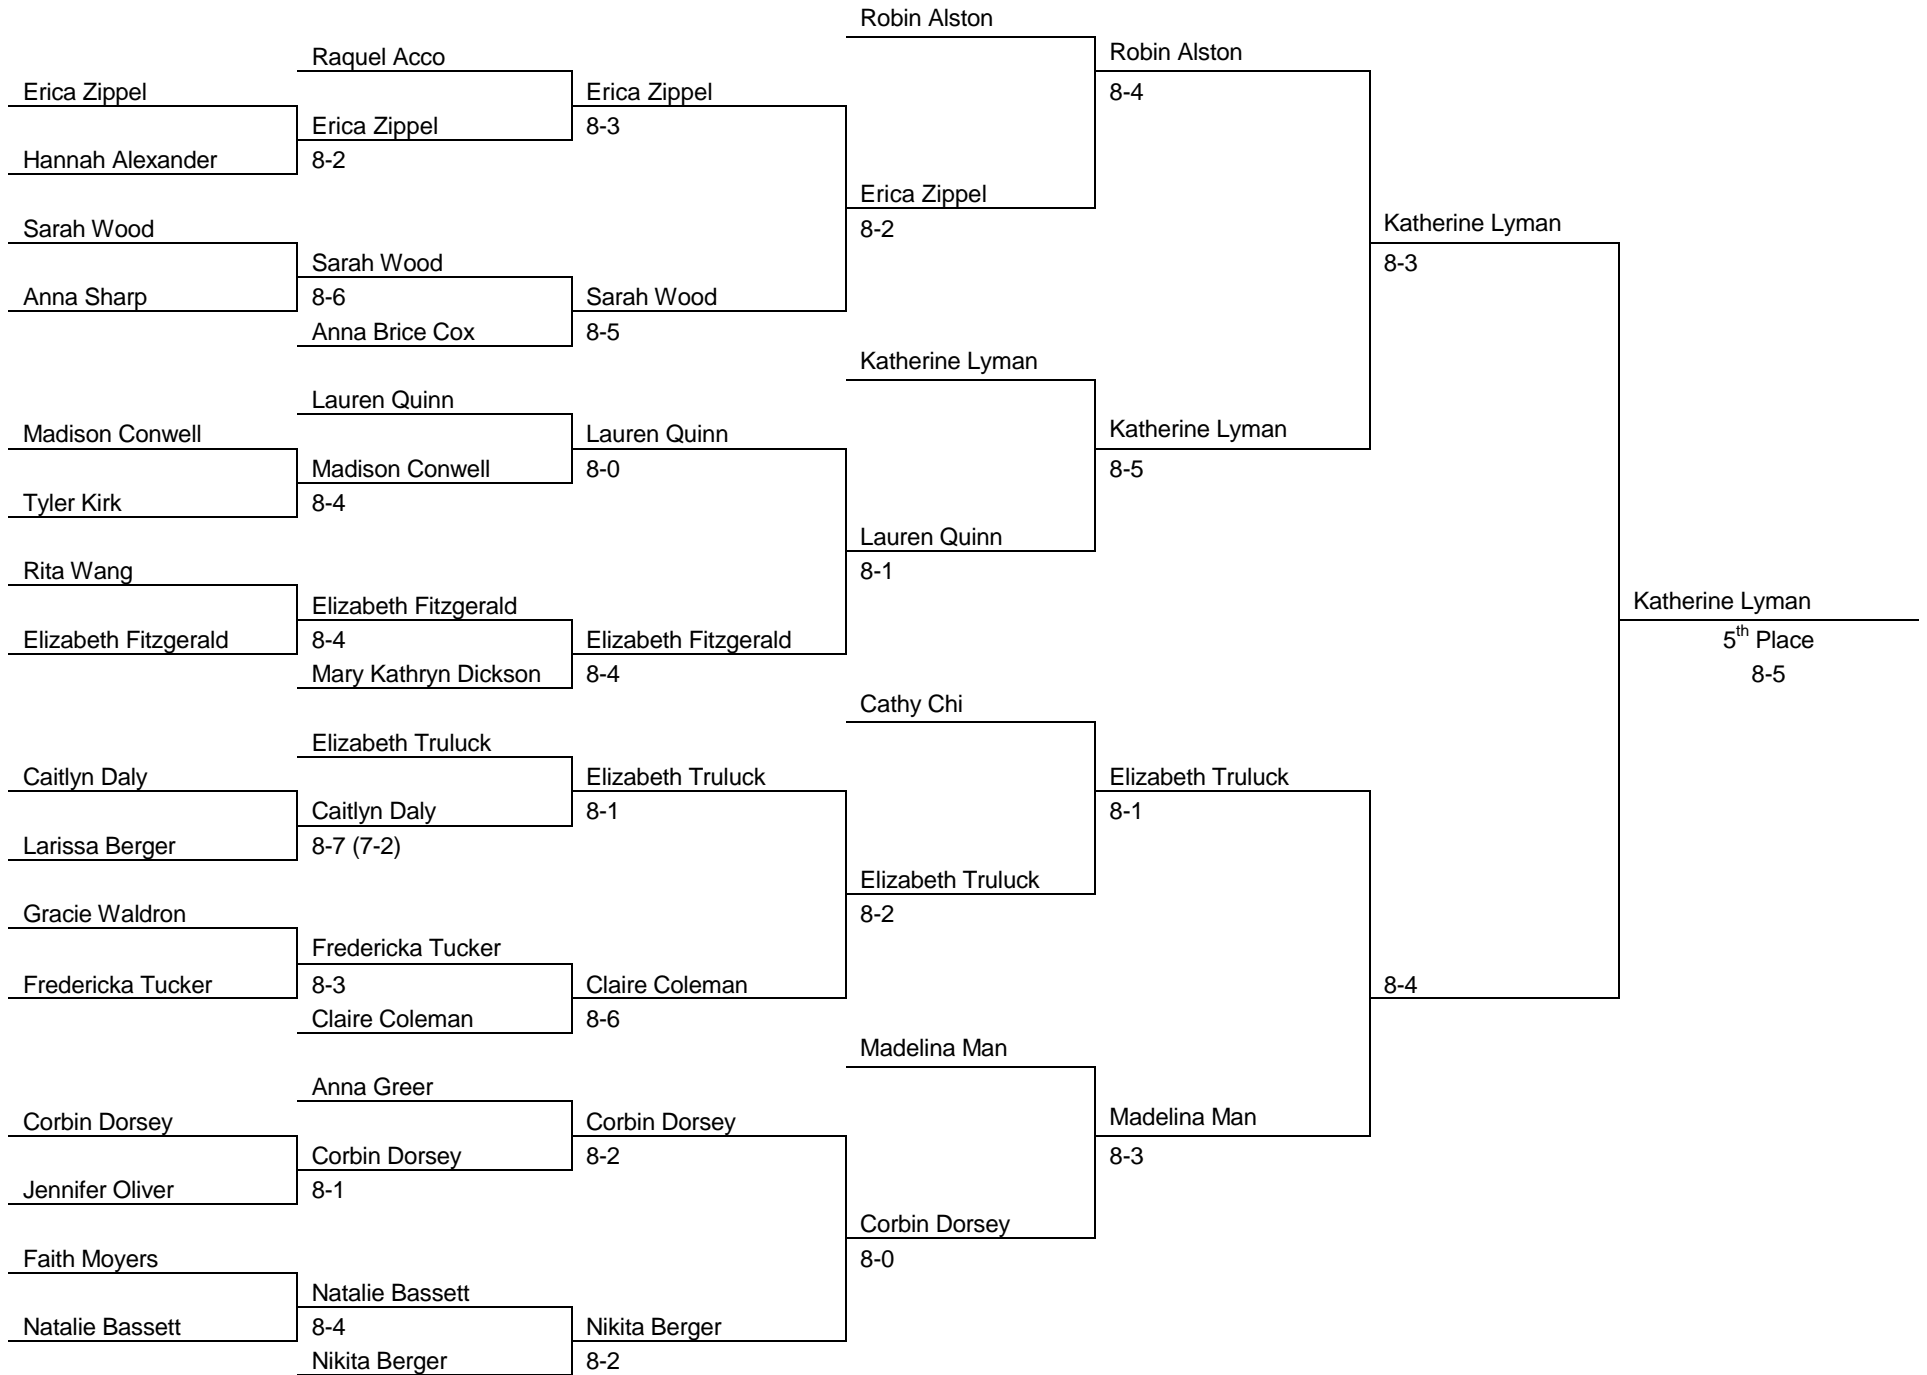 Robin Alston
Raquel Acco
Robin Alston
Erica Zippel
Erica Zippel
8-4
Erica Zippel
8-3
Hannah Alexander
8-2
Erica Zippel
Sarah Wood
8-2
Katherine Lyman
Sarah Wood
8-3
Anna Sharp
8-6
Sarah Wood
Anna Brice Cox
8-5
Katherine Lyman
Lauren Quinn
Madison Conwell
Lauren Quinn
Katherine Lyman
Madison Conwell
8-0
8-5
Tyler Kirk
8-4
Lauren Quinn
Rita Wang
8-1
Elizabeth Fitzgerald
Katherine Lyman
Elizabeth Fitzgerald
8-4
Elizabeth Fitzgerald
5th Place
Mary Kathryn Dickson
8-4
8-5
Cathy Chi
Elizabeth Truluck
Caitlyn Daly
Elizabeth Truluck
Elizabeth Truluck
Caitlyn Daly
8-1
8-1
Larissa Berger
8-7 (7-2)
Elizabeth Truluck
Gracie Waldron
8-2
Fredericka Tucker
Fredericka Tucker
8-3
Claire Coleman
8-4
Claire Coleman
8-6
Madelina Man
Anna Greer
Corbin Dorsey
Corbin Dorsey
Madelina Man
Corbin Dorsey
8-2
8-3
Jennifer Oliver
8-1
Corbin Dorsey
Faith Moyers
8-0
Natalie Bassett
Natalie Bassett
8-4
Nikita Berger
Nikita Berger
8-2